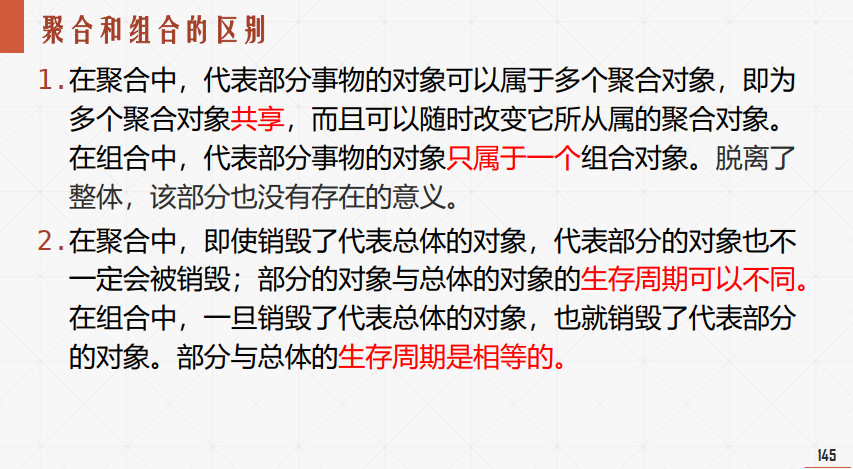 聚合和组合的区别
1.在聚合中，代表部分事物的对象可以属于多个聚合对象，即为
多个聚合对象共享，而且可以随时改变它所从属的聚合对象。
在组合中，代表部分事物的对象只属于一个组合对象。脱离了
整体，该部分也没有存在的意义。
2.在聚合中，即使销毁了代表总体的对象，代表部分的对象也不
一定会被销毁；部分的对象与总体的对象的生存周期可以不同。
在组合中，一旦销毁了代表总体的对象，也就销毁了代表部分
的对象。部分与总体的生存周期是相等的。
145